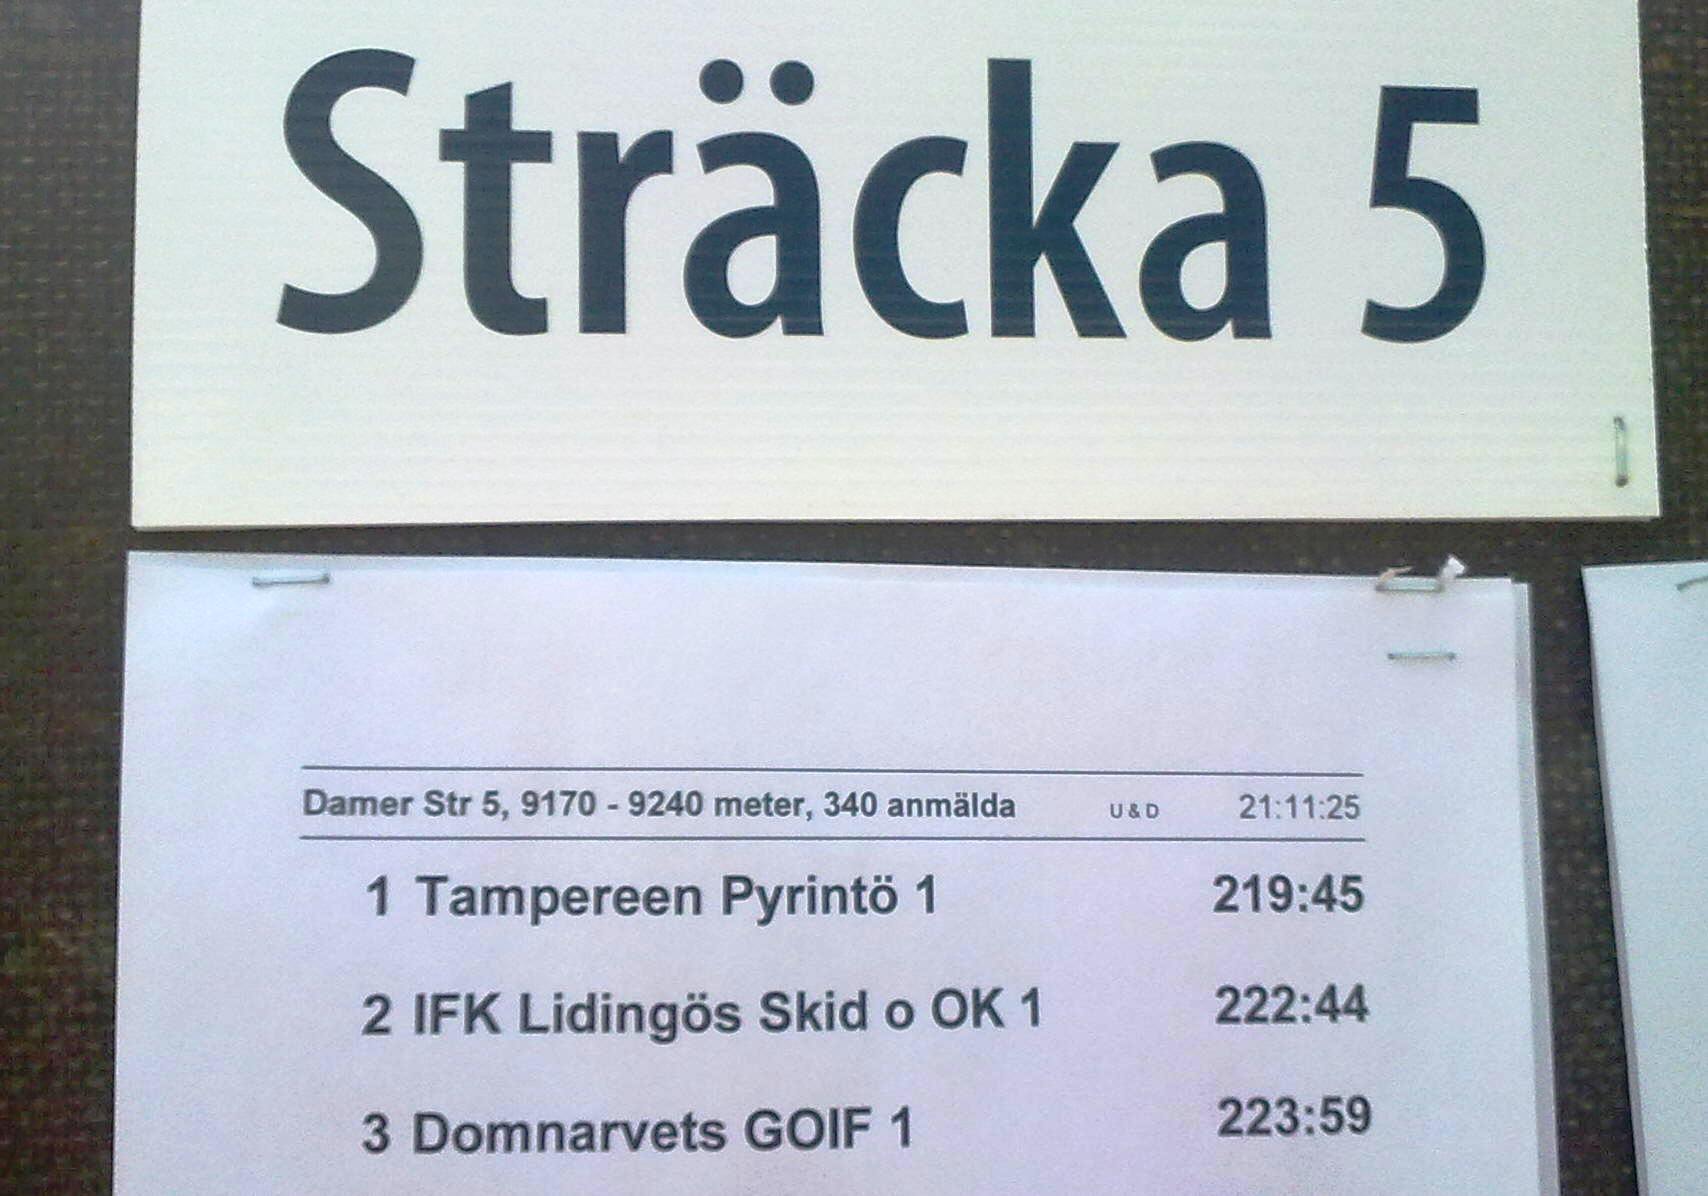 Sträcka 5
Damer Str 5, 9170 - 9240 meter, 340 anmälda U & D 21:11:25
1 Tampereen Pyrintö 1 219:45
2 IFK Lidingös Skid o OK 1 222:44
3 Domnarvets GOIF 1 223:59